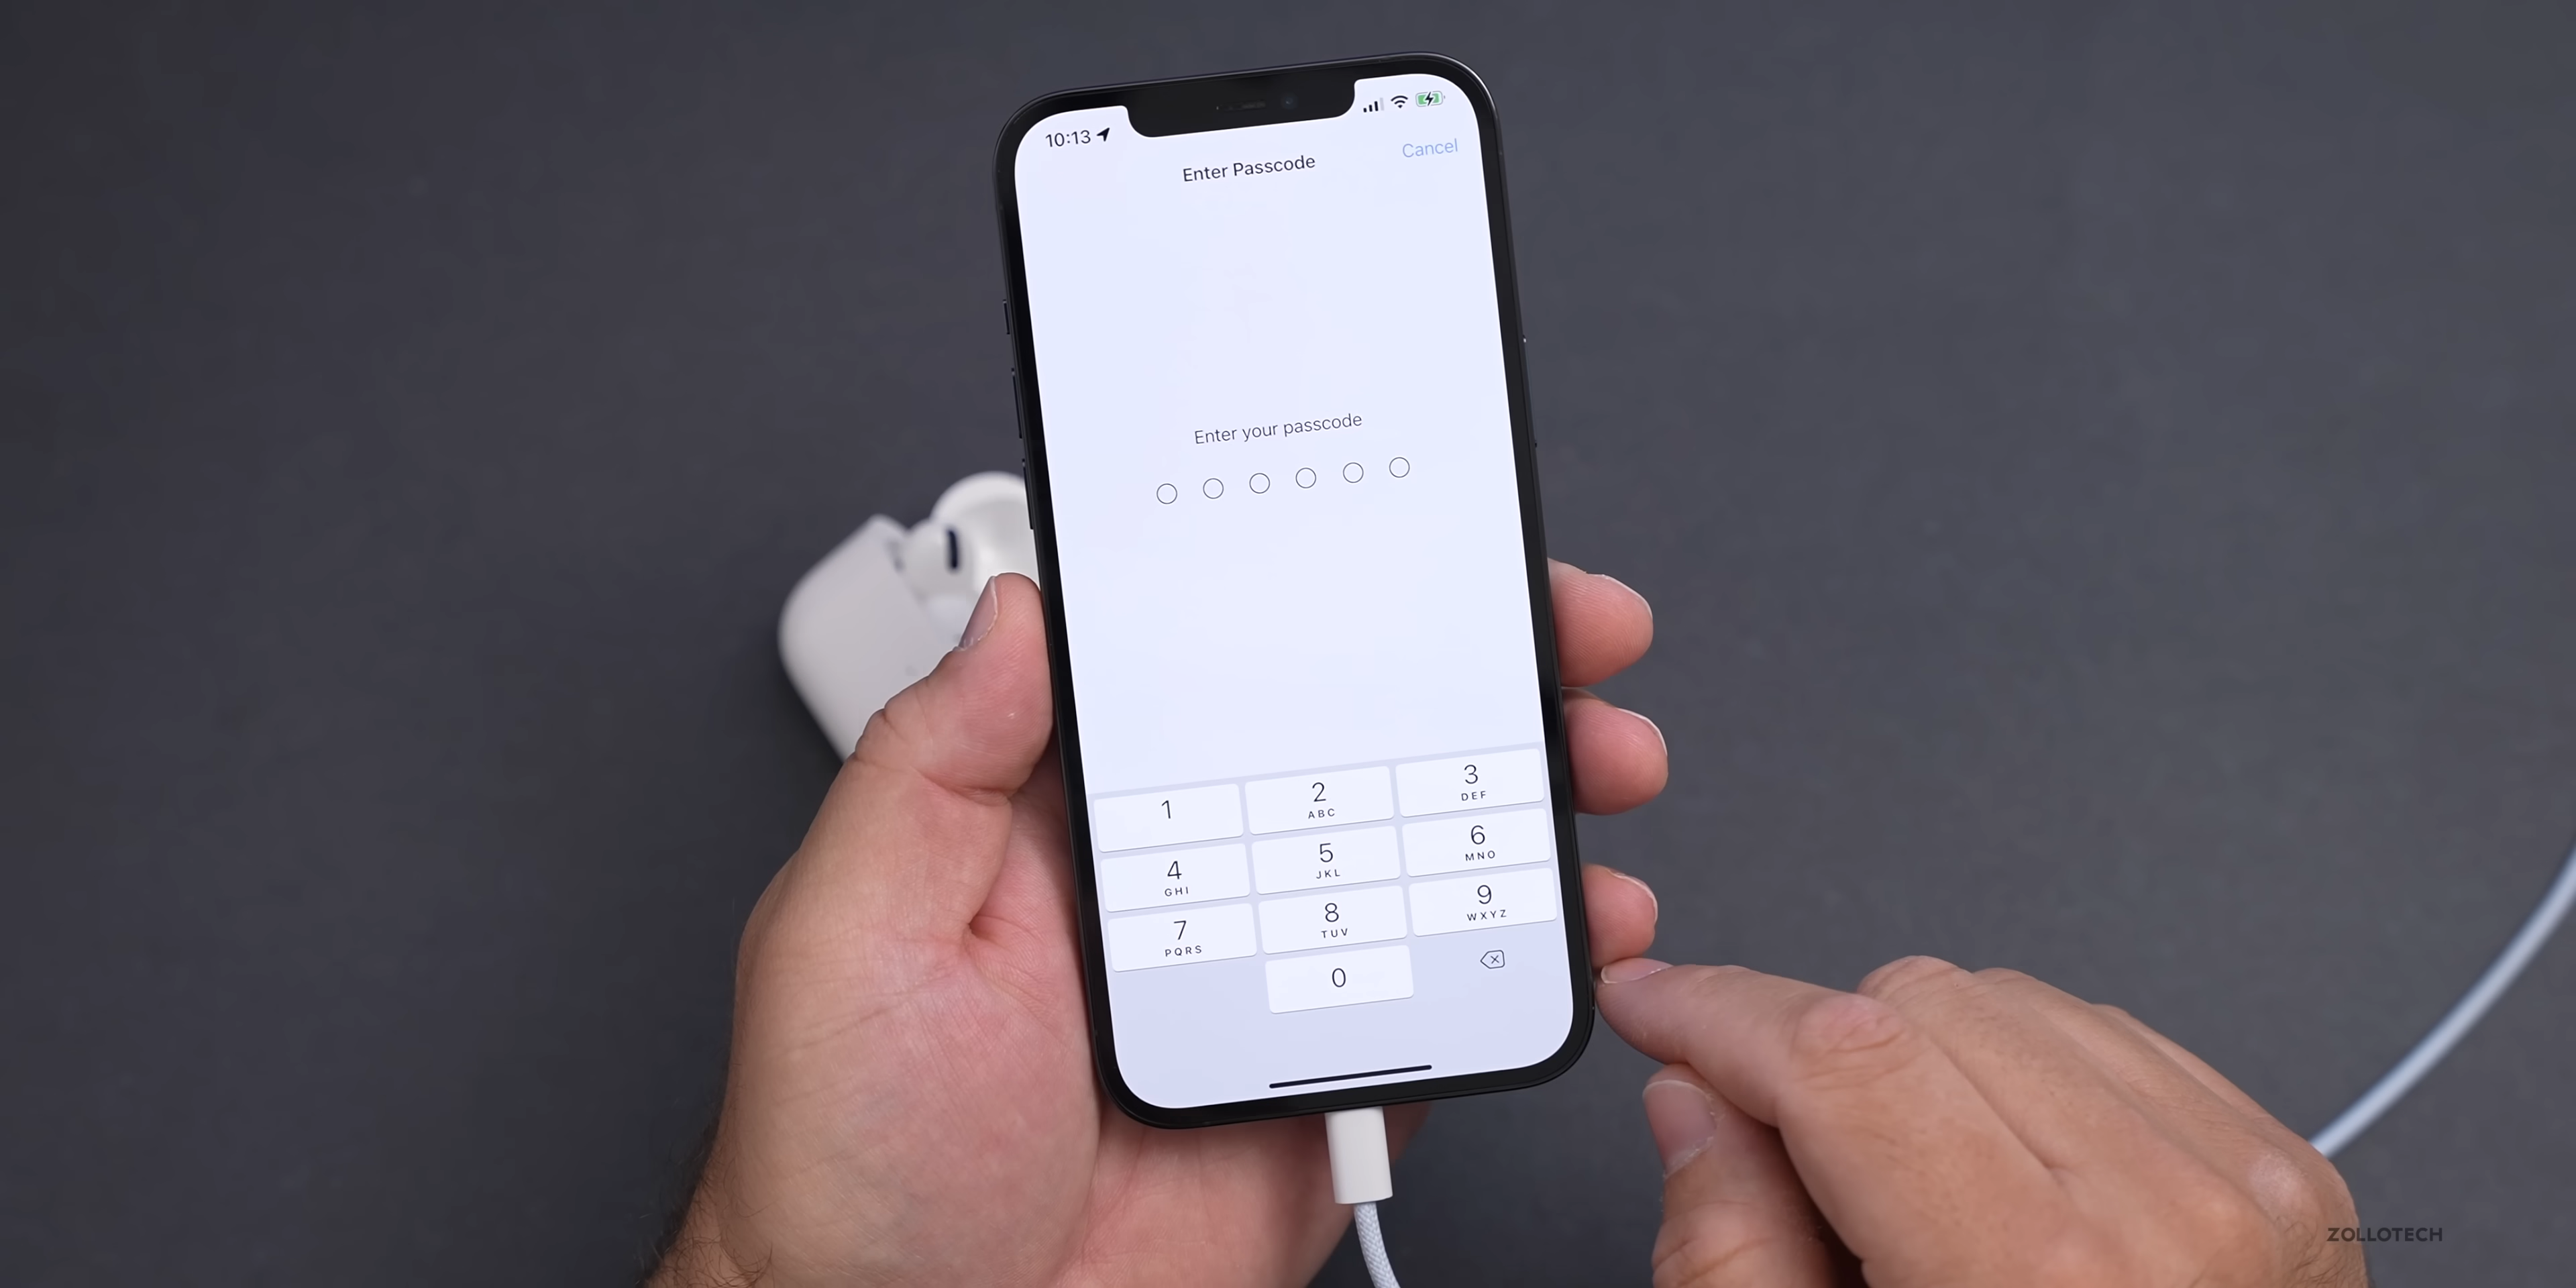 10:13
Enter Passcode
Cancel
Enter your passcode
1
2
ABC
3
DEF
4
GHI
5
JKL
6
MNO
7
PQRS
8
TUV
9
WXYZ
0
ZOLLOTECH